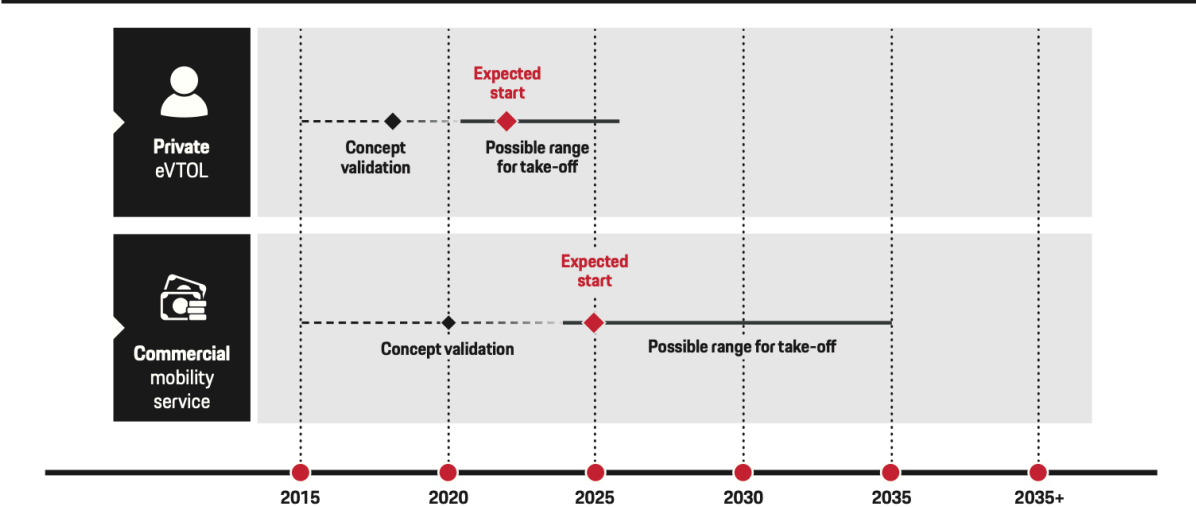 Private
eVTOL
Expected
start
Concept
validation
Possible range
for take-off
Commercial
mobility
service
Expected
start
Concept validation
Possible range for take-off
2015
2020
2025
2030
2035
2035+